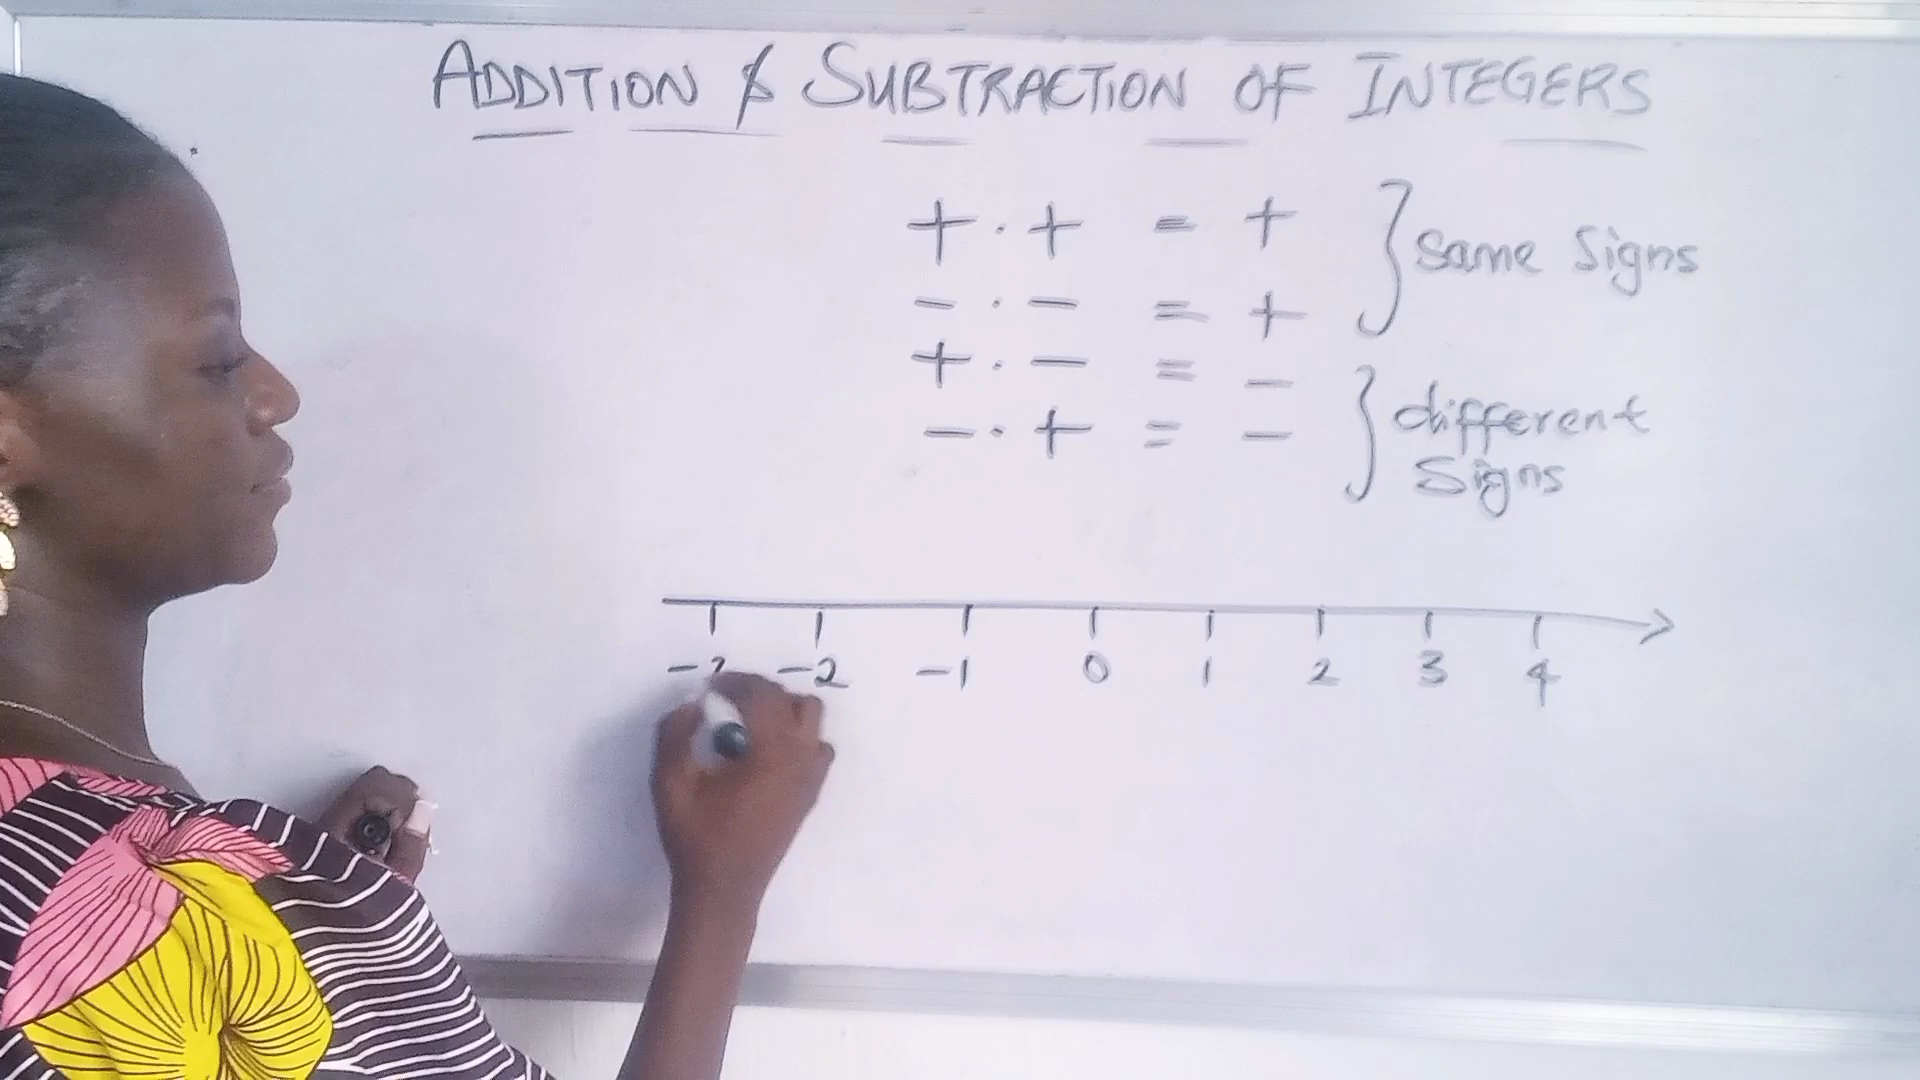 ADDITION & SUBTRACTION OF INTEGERS
+ . + = + } Same Signs
- . - = +
+ . - = - } different
- . + = - Signs
-2 -1 0 1 2 3 4